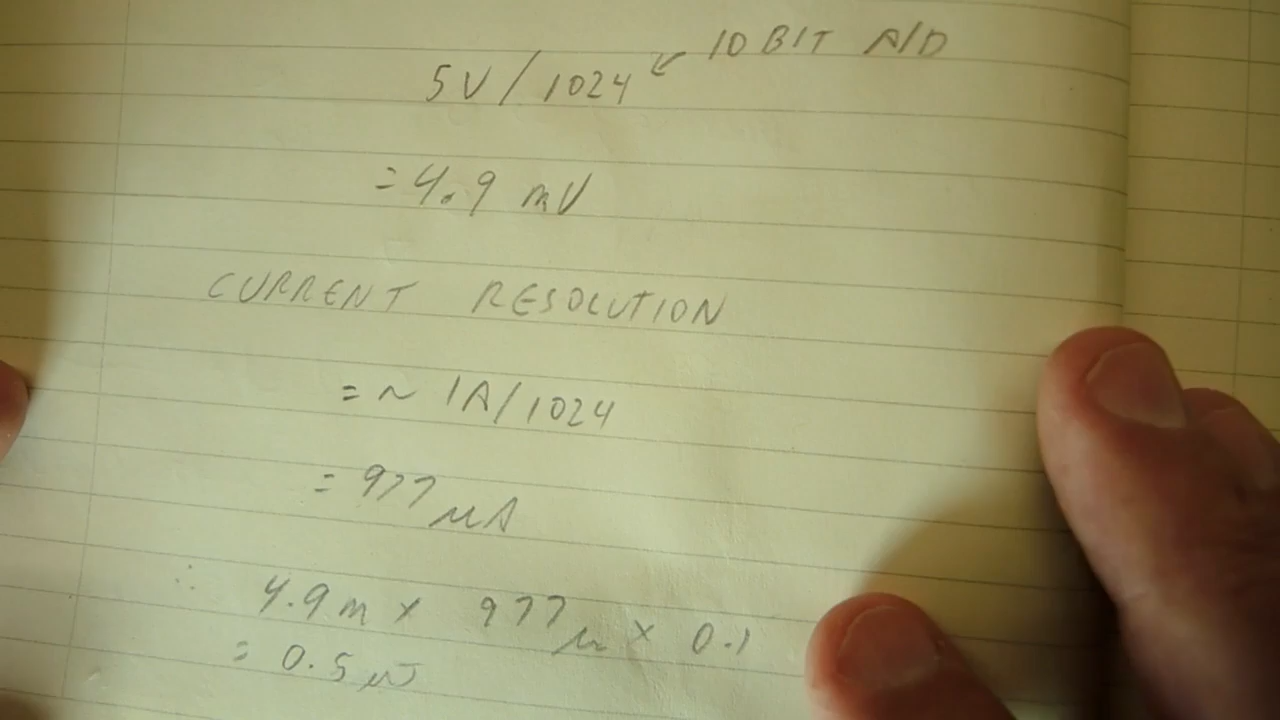 10 BIT A/D
5V/1024 ↙
= 4.9 mV
CURRENT RESOLUTION
= ~ 1A/1024
= 977 μA
∴ 4.9m × 977μ × 0.1
= 0.5 μJ